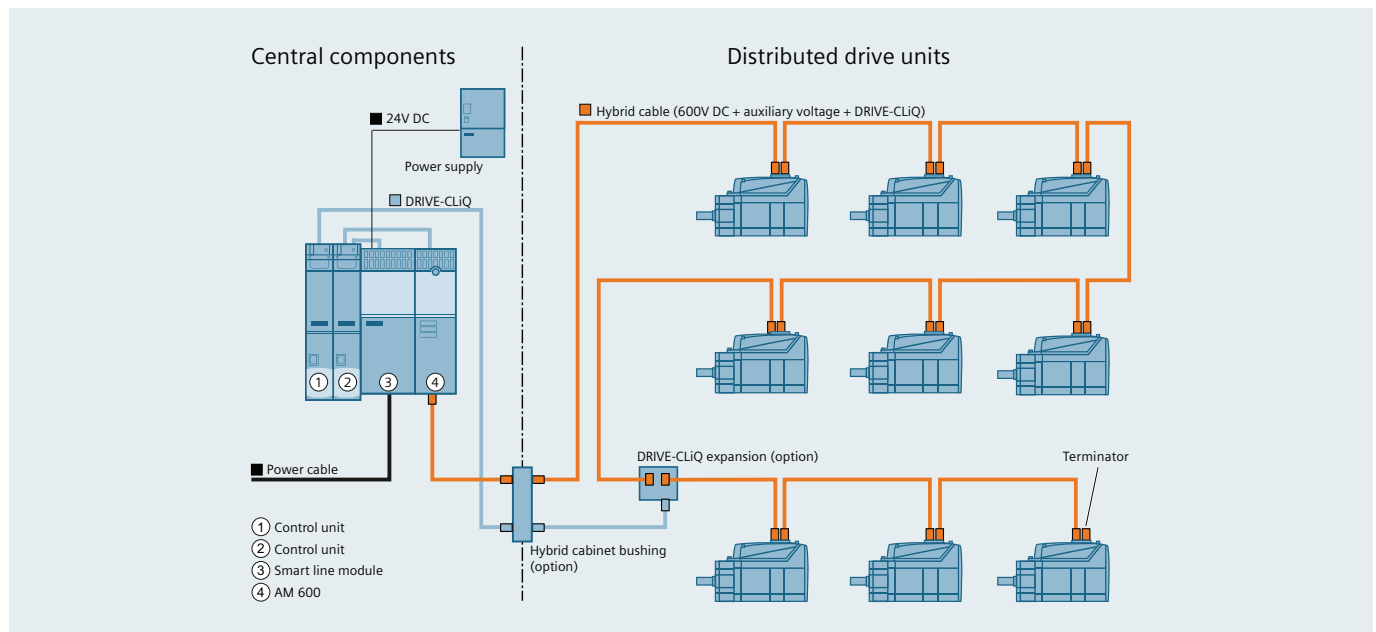 Central components
Distributed drive units
24V DC
Hybrid cable (600V DC + auxiliary voltage + DRIVE-CLiQ)
Power supply
DRIVE-CLiQ
1 2 3 4
Power cable
DRIVE-CLiQ expansion (option)
Terminator
1 Control unit
2 Control unit
3 Smart line module
4 AM 600
Hybrid cabinet bushing
(option)